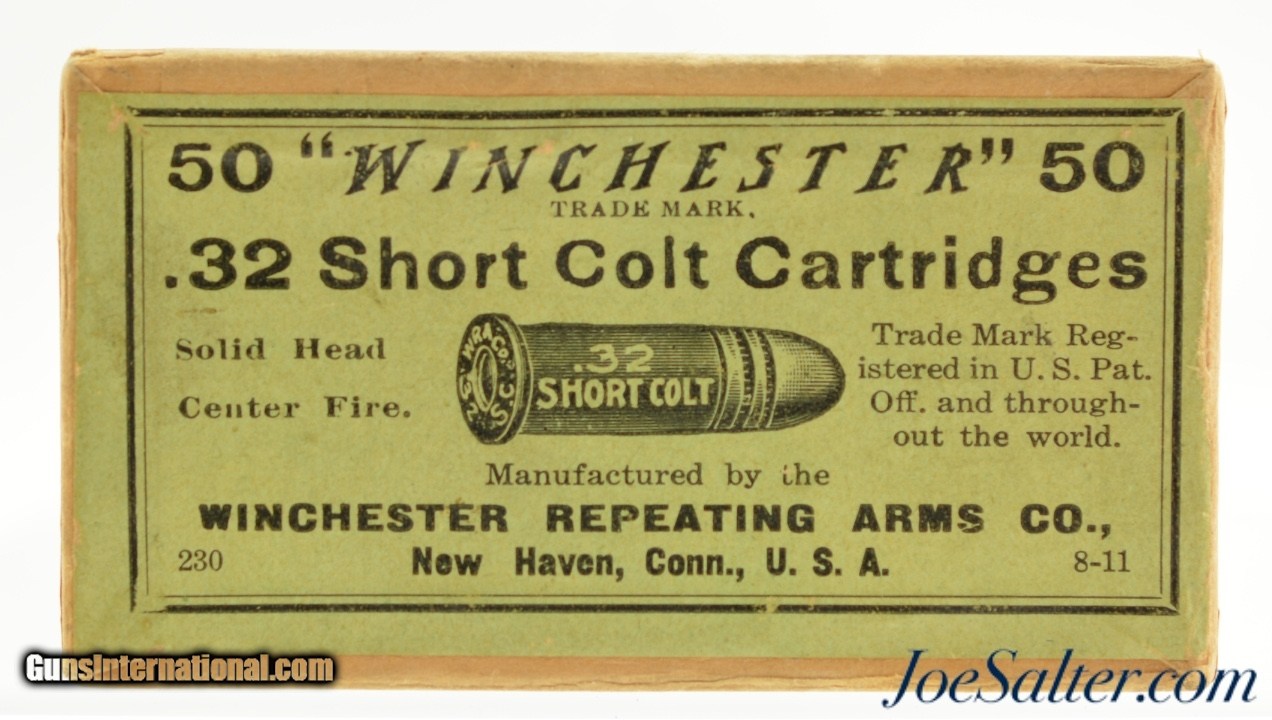 50 "WINCHESTER" 50
TRADE MARK.
.32 Short Colt Cartridges
Solid Head
Center Fire.
W.R.A.Co.
32 S.C.
.32
SHORT COLT
Trade Mark Reg-
istered in U. S. Pat.
Off. and through-
out the world.
Manufactured by the
WINCHESTER REPEATING ARMS CO.,
230 New Haven, Conn., U. S. A. 8-11
GunsInternational.com
JoeSalter.com